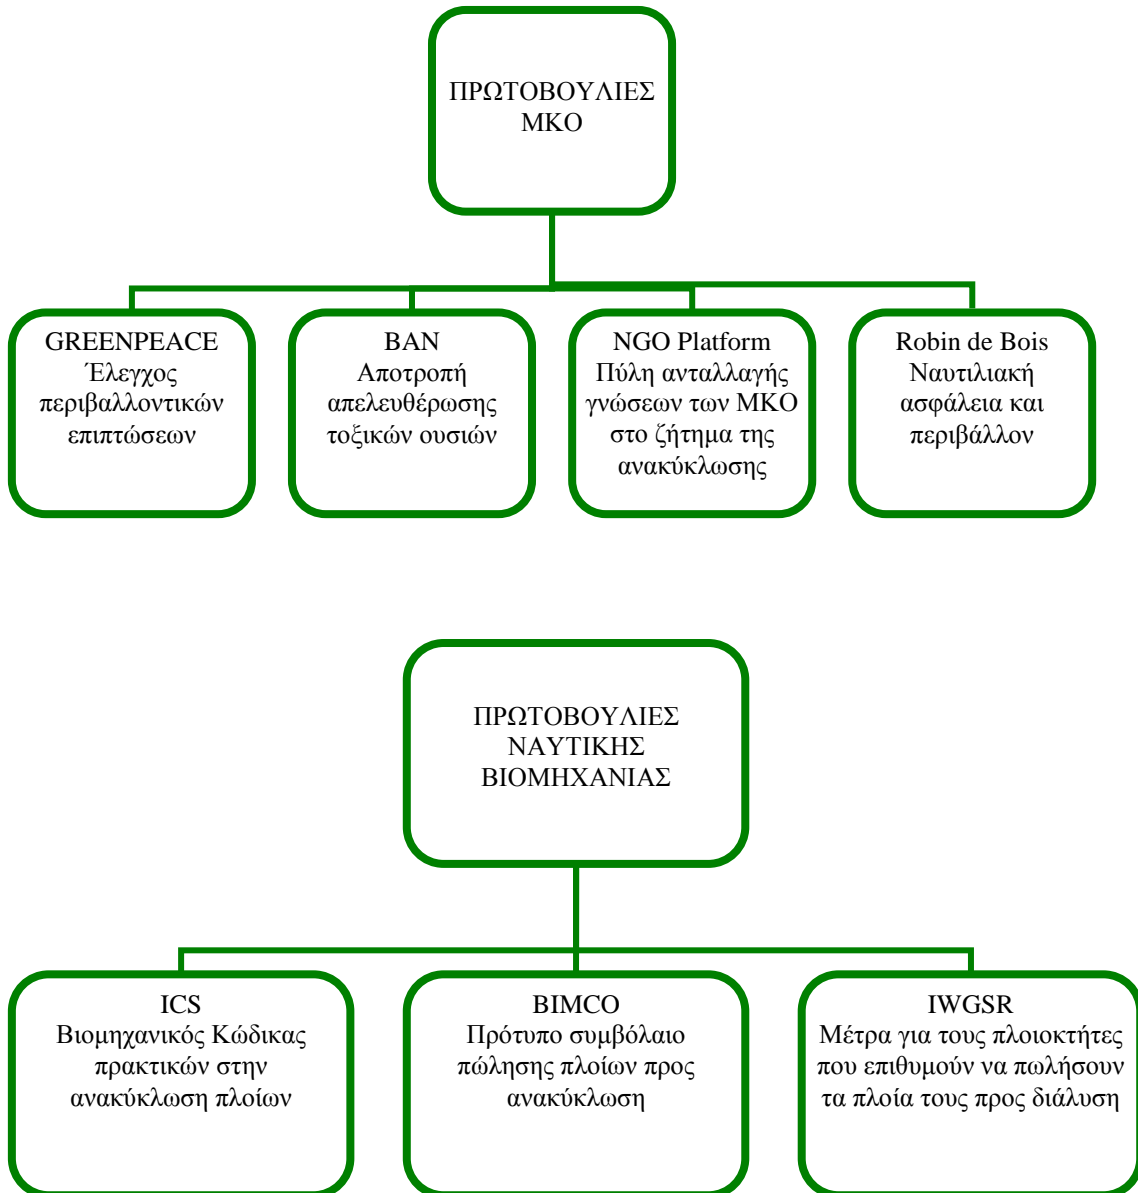 ΠΡΩΤΟΒΟΥΛΙΕΣ
ΜΚΟ
GREENPEACE
Έλεγχος
περιβαλλοντικών
επιπτώσεων
BAN
Αποτροπή
απελευθέρωσης
τοξικών ουσιών
NGO Platform
Πύλη ανταλλαγής
γνώσεων των ΜΚΟ
στο ζήτημα της
ανακύκλωσης
Robin de Bois
Ναυτιλιακή
ασφάλεια και
περιβάλλον
ΠΡΩΤΟΒΟΥΛΙΕΣ
ΝΑΥΤΙΚΗΣ
ΒΙΟΜΗΧΑΝΙΑΣ
ICS
Βιομηχανικός Κώδικας
πρακτικών στην
ανακύκλωση πλοίων
BIMCO
Πρότυπο συμβόλαιο
πώλησης πλοίων προς
ανακύκλωση
IWGSR
Μέτρα για τους πλοιοκτήτες
που επιθυμούν να πωλήσουν
τα πλοία τους προς διάλυση